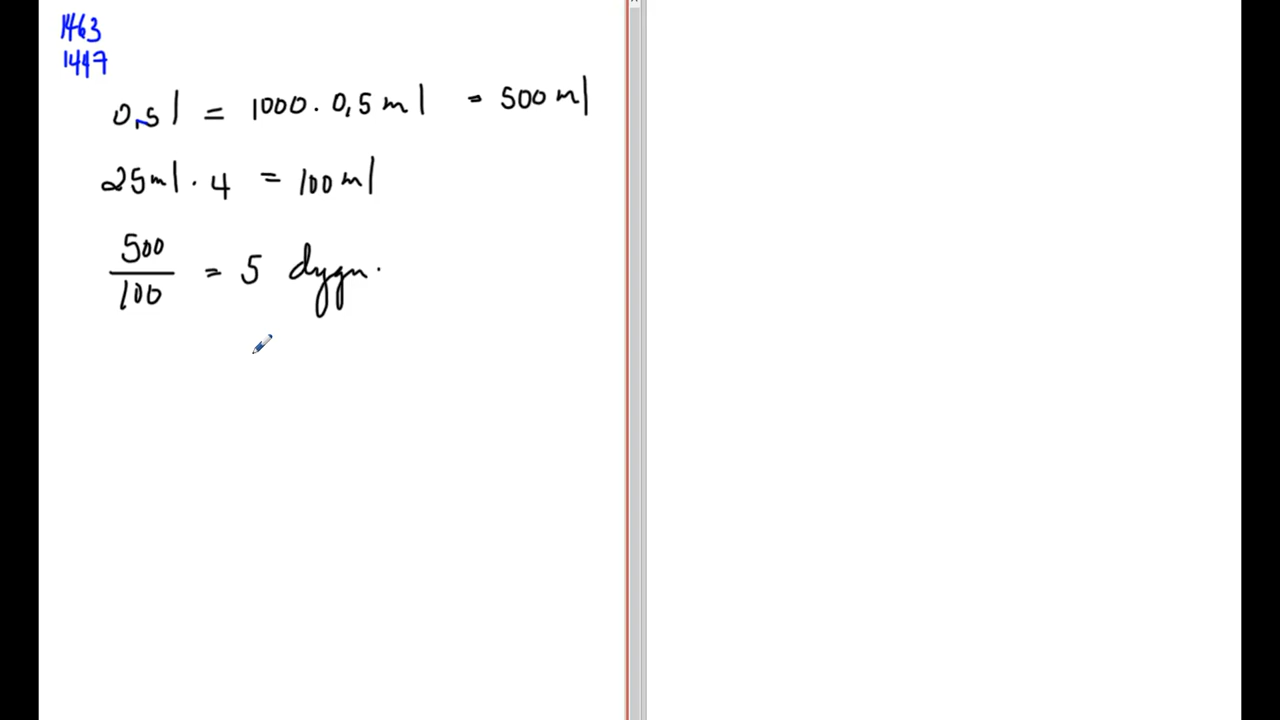 1463
1447
0,5 l = 1000 · 0,5 ml = 500 ml
25 ml · 4 = 100 ml
500
100
= 5 dygn.